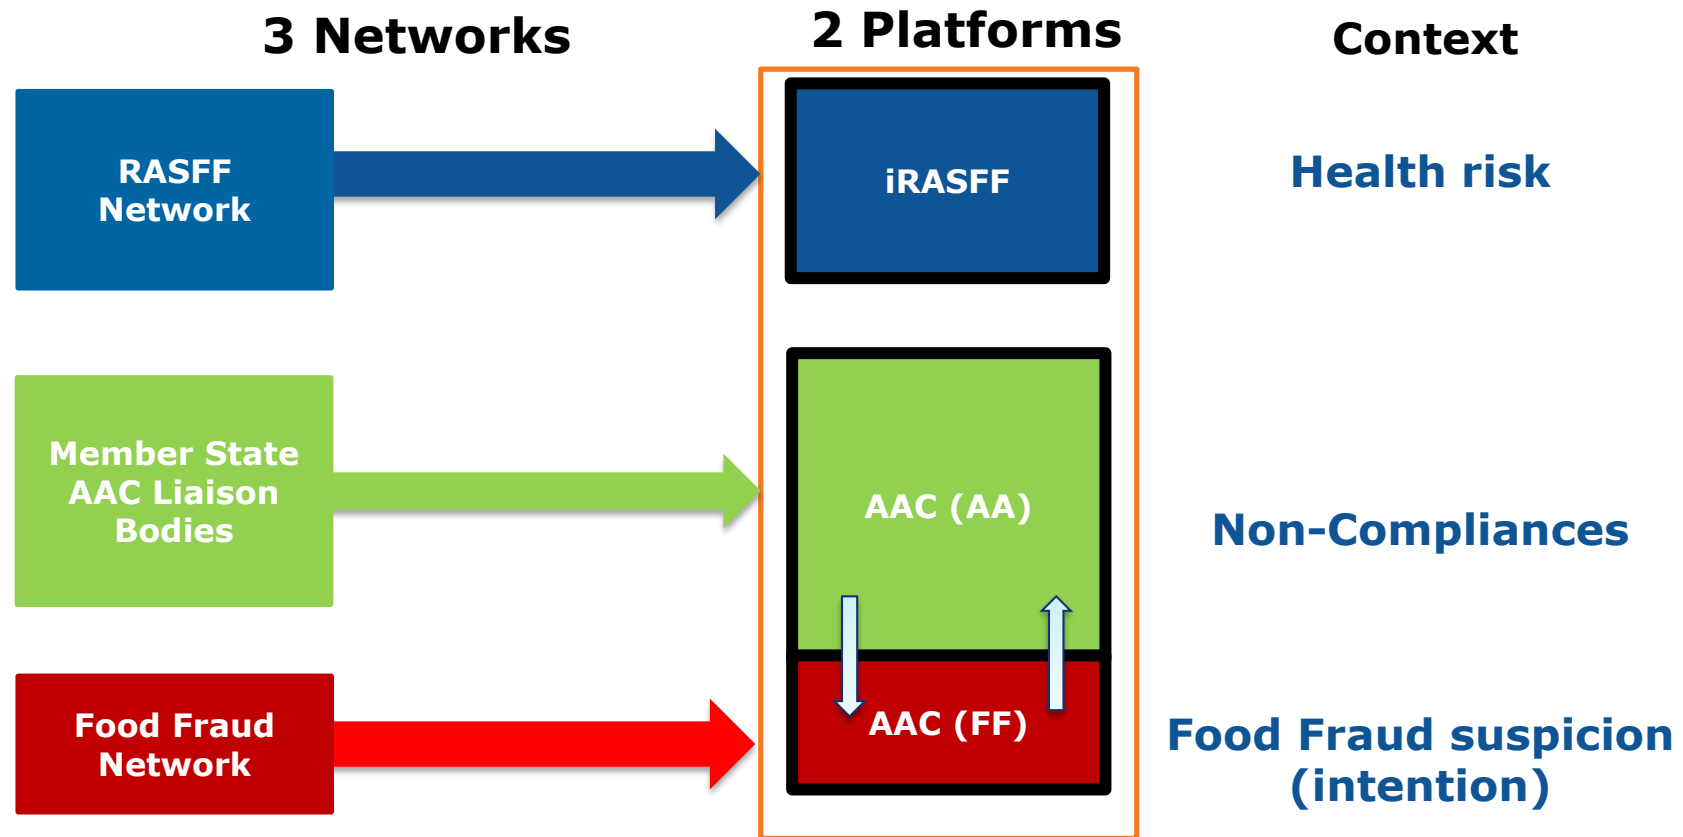 3 Networks
2 Platforms
Context
RASFF
Network
iRASFF
Health risk
Member State
AAC Liaison
Bodies
AAC (AA)
Non-Compliances
Food Fraud
Network
AAC (FF)
Food Fraud suspicion
(intention)